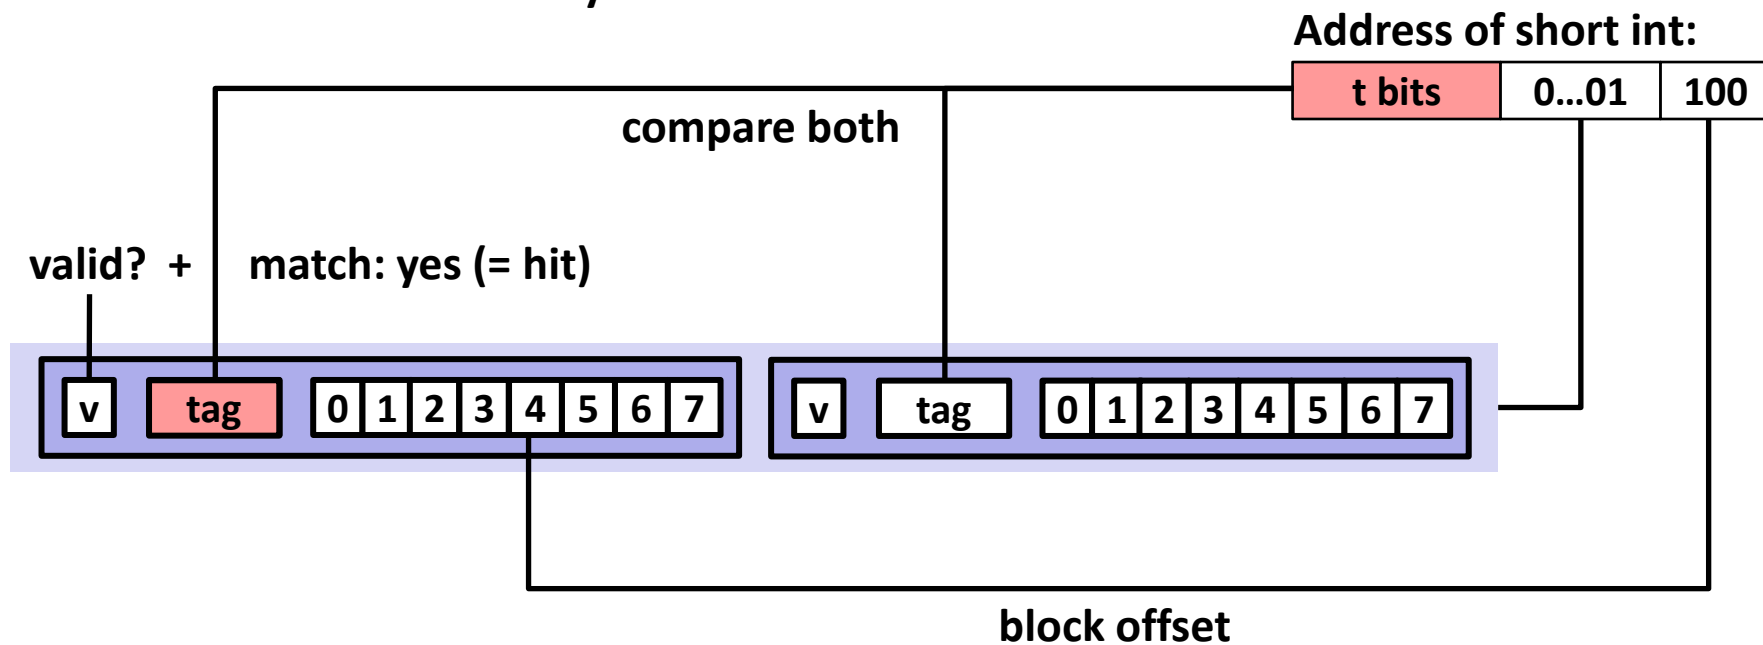 Address of short int:
t bits 0...01 100
compare both
valid? + match: yes (= hit)
v tag 0 1 2 3 4 5 6 7 v tag 0 1 2 3 4 5 6 7
block offset